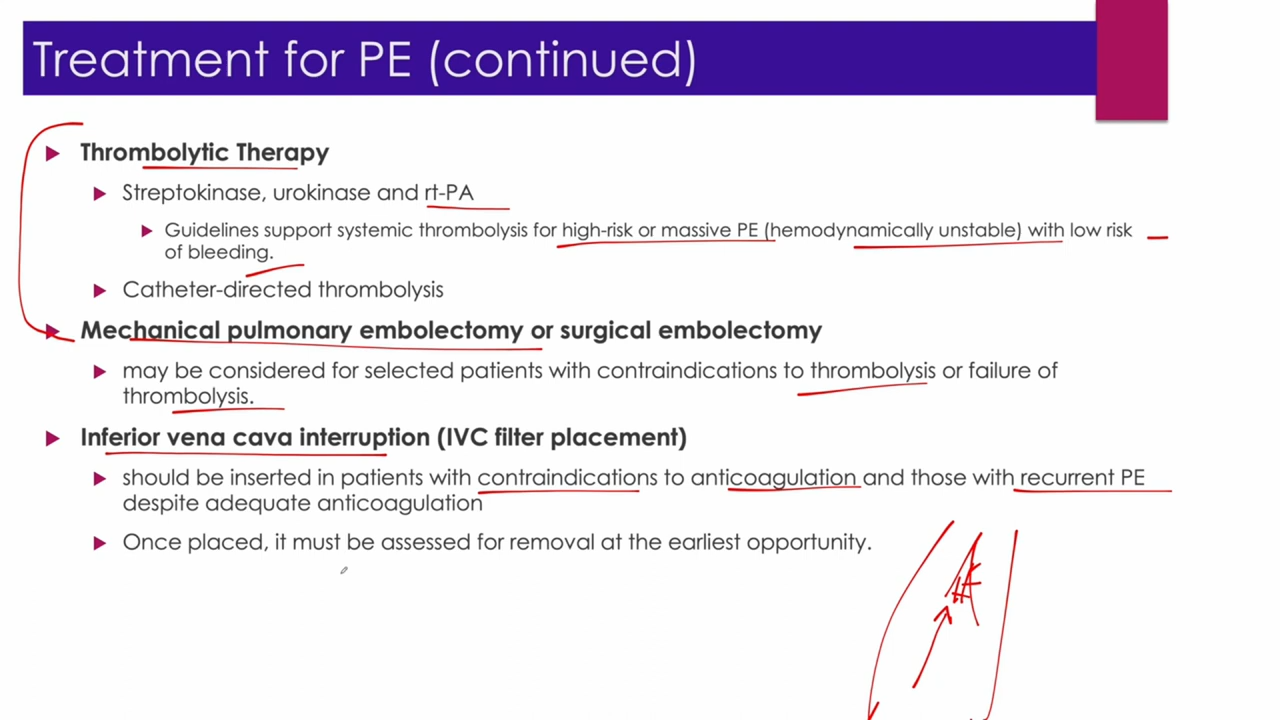 Treatment for PE (continued)
Thrombolytic Therapy
Streptokinase, urokinase and rt-PA
Guidelines support systemic thrombolysis for high-risk or massive PE (hemodynamically unstable) with low risk
of bleeding.
Catheter-directed thrombolysis
Mechanical pulmonary embolectomy or surgical embolectomy
may be considered for selected patients with contraindications to thrombolysis or failure of
thrombolysis.
Inferior vena cava interruption (IVC filter placement)
should be inserted in patients with contraindications to anticoagulation and those with recurrent PE
despite adequate anticoagulation
Once placed, it must be assessed for removal at the earliest opportunity.